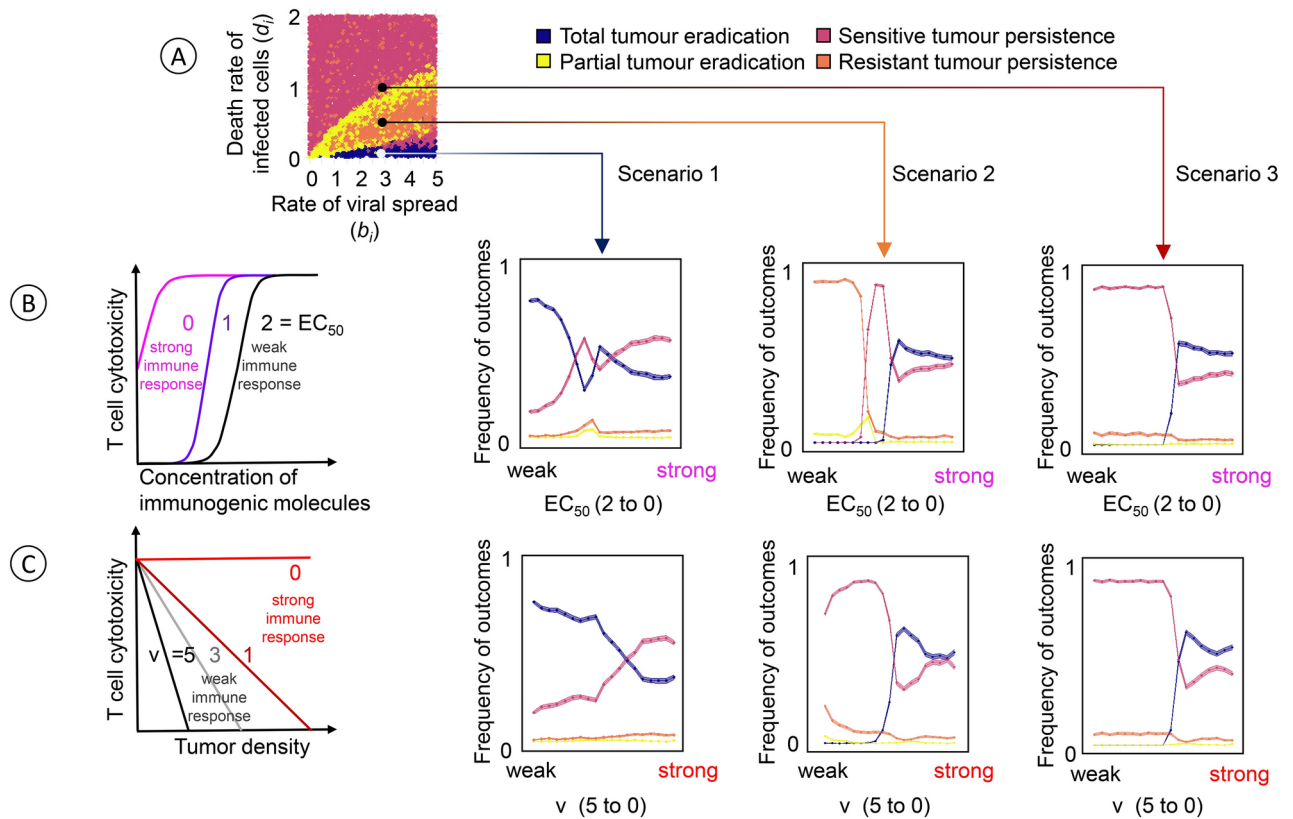 A
Death rate of
infected cells (di)
2
1
0
0 1 2 3 4 5
Rate of viral spread
(bi)
Total tumour eradication
Sensitive tumour persistence
Partial tumour eradication
Resistant tumour persistence
Scenario 1
Scenario 2
Scenario 3
B
T cell cytotoxicity
0
1
2 = EC50
strong
immune
response
weak
immune
response
Concentration of
immunogenic molecules
Frequency of outcomes
1
0
weak
strong
EC50 (2 to 0)
Frequency of outcomes
1
0
weak
strong
EC50 (2 to 0)
Frequency of outcomes
1
0
weak
strong
EC50 (2 to 0)
C
T cell cytotoxicity
0
strong
immune
response
v =5 3 1
weak
immune
response
Tumor density
Frequency of outcomes
1
0
weak
strong
v (5 to 0)
Frequency of outcomes
1
0
weak
strong
v (5 to 0)
Frequency of outcomes
1
0
weak
strong
v (5 to 0)